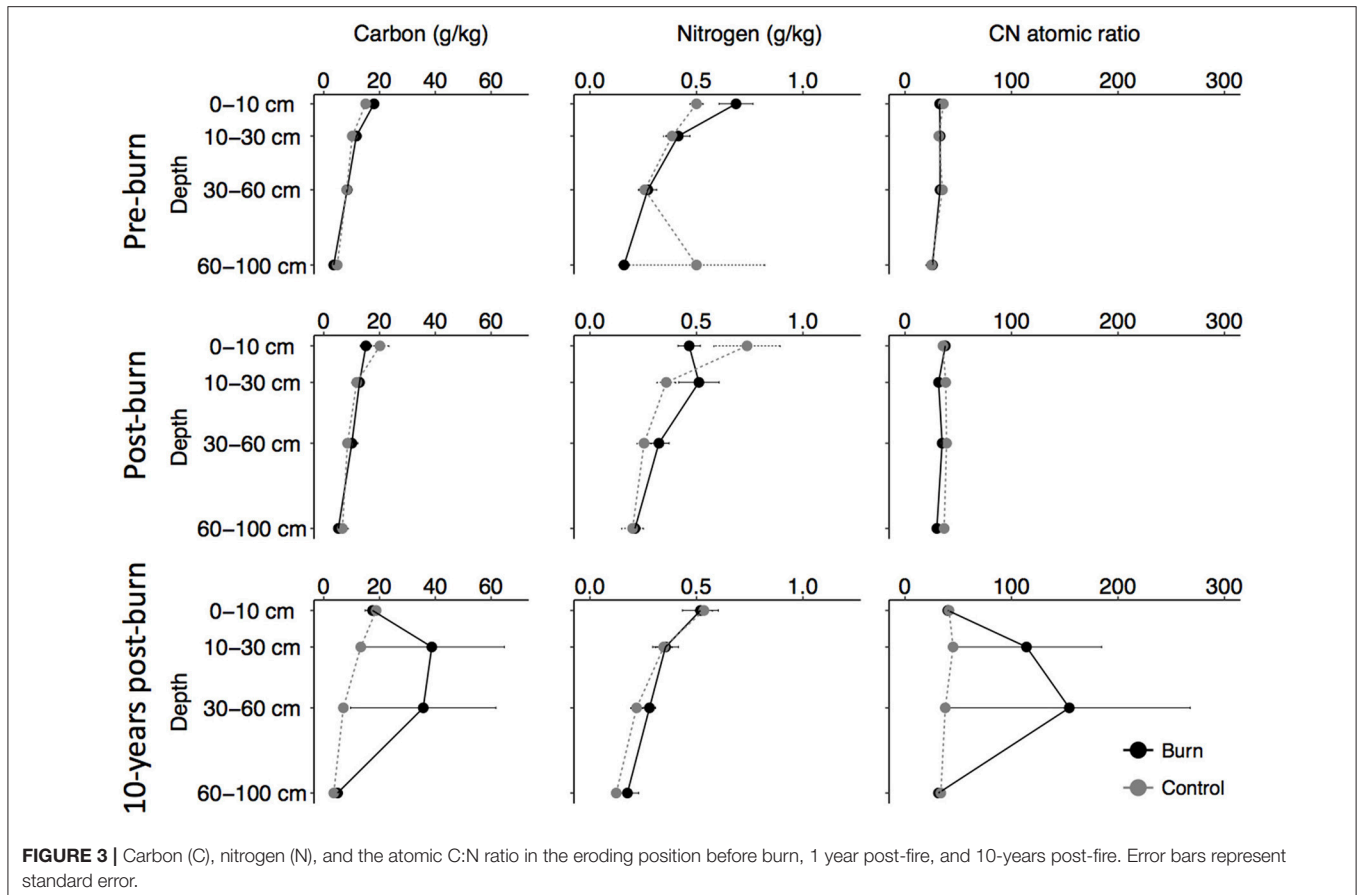 Carbon (g/kg) Nitrogen (g/kg) CN atomic ratio
0 20 40 60 0.0 0.5 1.0 0 100 200 300
Pre-burn
Depth
0−10 cm
10−30 cm
30−60 cm
60−100 cm
0 20 40 60 0.0 0.5 1.0 0 100 200 300
Post-burn
Depth
0−10 cm
10−30 cm
30−60 cm
60−100 cm
0 20 40 60 0.0 0.5 1.0 0 100 200 300
10-years post-burn
Depth
0−10 cm
10−30 cm
30−60 cm
60−100 cm
Burn
Control
FIGURE 3 | Carbon (C), nitrogen (N), and the atomic C:N ratio in the eroding position before burn, 1 year post-fire, and 10-years post-fire. Error bars represent
standard error.